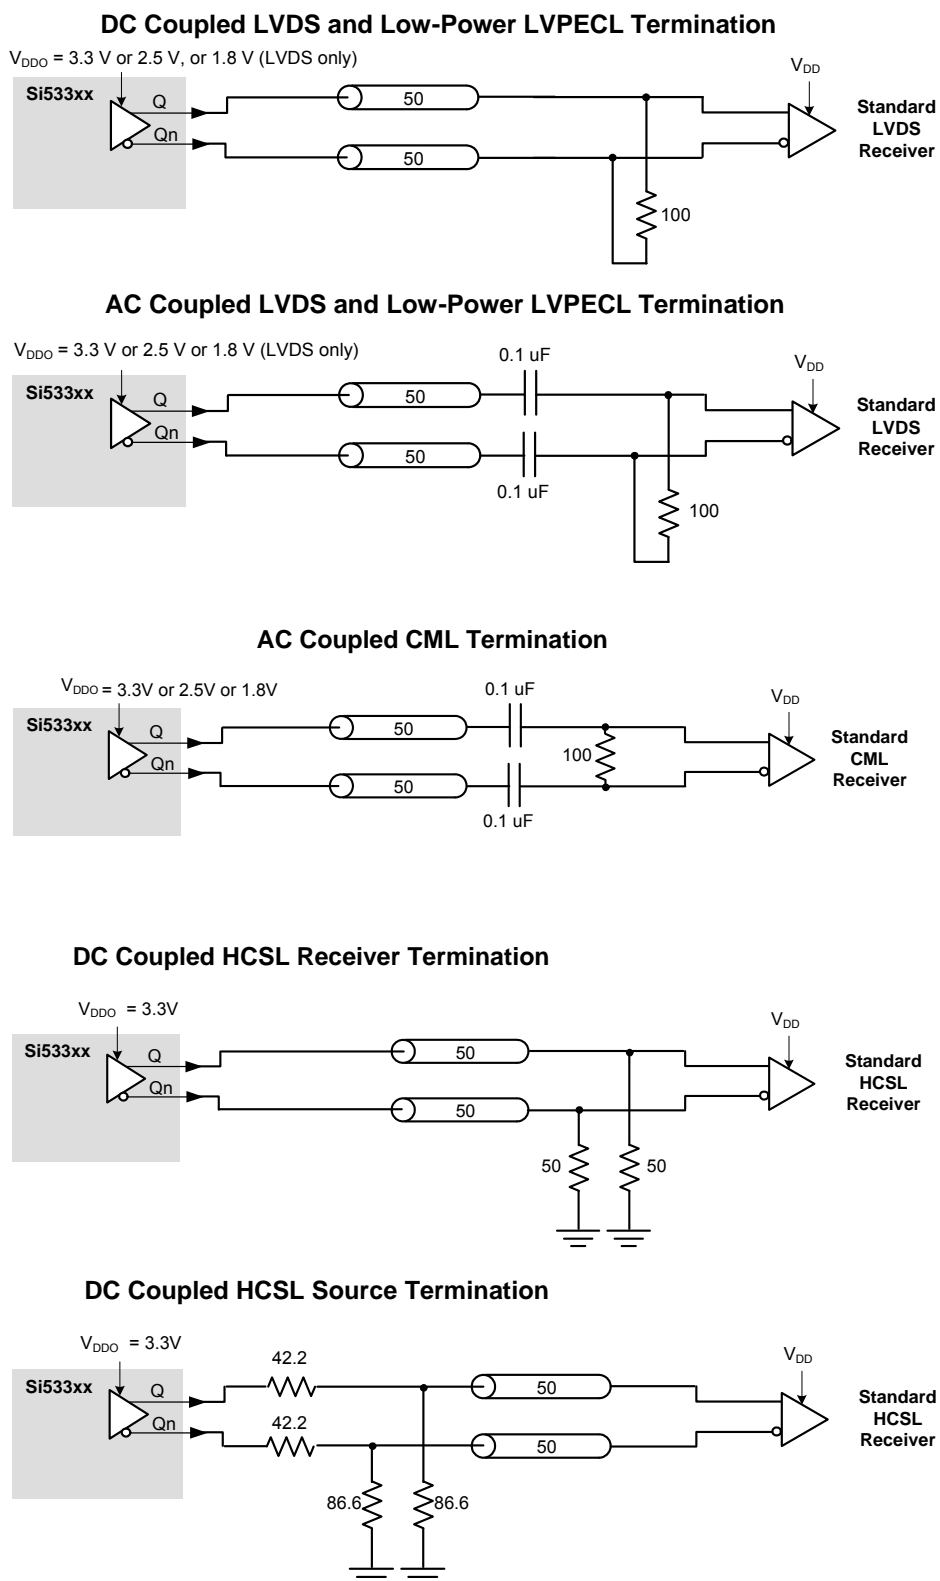 DC Coupled LVDS and Low-Power LVPECL Termination
VDDO = 3.3 V or 2.5 V, or 1.8 V (LVDS only)
Si533xx
Q
Qn
50
50
100
VDD
Standard
LVDS
Receiver
AC Coupled LVDS and Low-Power LVPECL Termination
VDDO = 3.3 V or 2.5 V or 1.8 V (LVDS only)
Si533xx
Q
Qn
50
50
0.1 uF
0.1 uF
100
VDD
Standard
LVDS
Receiver
AC Coupled CML Termination
VDDO = 3.3V or 2.5V or 1.8V
Si533xx
Q
Qn
50
50
0.1 uF
0.1 uF
100
VDD
Standard
CML
Receiver
DC Coupled HCSL Receiver Termination
VDDO = 3.3V
Si533xx
Q
Qn
50
50
50
50
VDD
Standard
HCSL
Receiver
DC Coupled HCSL Source Termination
VDDO = 3.3V
Si533xx
Q
Qn
42.2
42.2
86.6
86.6
50
50
VDD
Standard
HCSL
Receiver